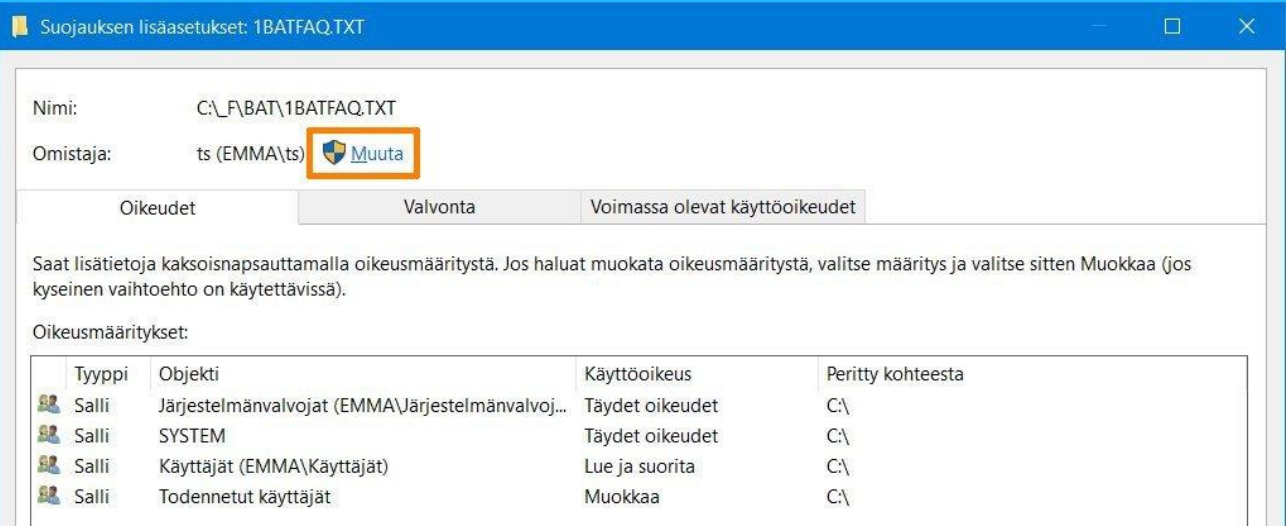 Suojauksen lisäasetukset: 1BATFAQ.TXT
Nimi: C:\_F\BAT\1BATFAQ.TXT
Omistaja: ts (EMMA\ts) Muuta
Oikeudet Valvonta Voimassa olevat käyttöoikeudet
Saat lisätietoja kaksoisnapsauttamalla oikeusmääritystä. Jos haluat muokata oikeusmääritystä, valitse määritys ja valitse sitten Muokkaa (jos
kyseinen vaihtoehto on käytettävissä).
Oikeusmääritykset:
Tyyppi Objekti Käyttöoikeus Peritty kohteesta
Salli Järjestelmänvalvojat (EMMA\Järjestelmänvalvoj... Täydet oikeudet C:\
Salli SYSTEM Täydet oikeudet C:\
Salli Käyttäjät (EMMA\Käyttäjät) Lue ja suorita C:\
Salli Todennetut käyttäjät Muokkaa C:\